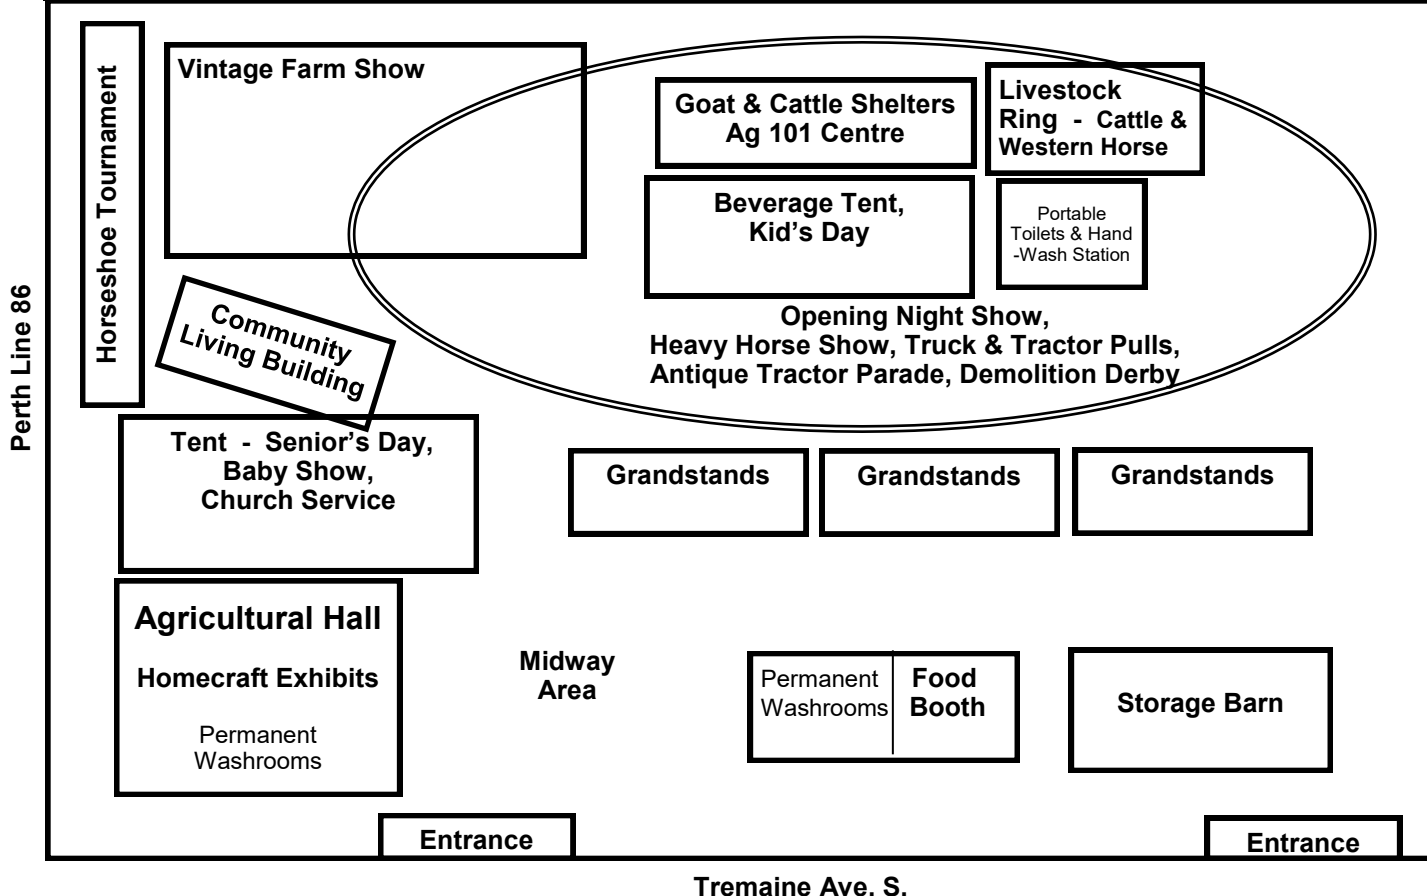 Vintage Farm Show
Horseshoe Tournament
Goat & Cattle Shelters
Ag 101 Centre
Livestock
Ring - Cattle &
Western Horse
Beverage Tent,
Kid’s Day
Portable
Toilets & Hand
-Wash Station
Community
Living Building
Opening Night Show,
Heavy Horse Show, Truck & Tractor Pulls,
Antique Tractor Parade, Demolition Derby
Perth Line 86
Tent - Senior’s Day,
Baby Show,
Church Service
Grandstands
Grandstands
Grandstands
Agricultural Hall
Homecraft Exhibits
Permanent
Washrooms
Midway
Area
Permanent
Washrooms
Food
Booth
Storage Barn
Entrance
Entrance
Tremaine Ave. S.